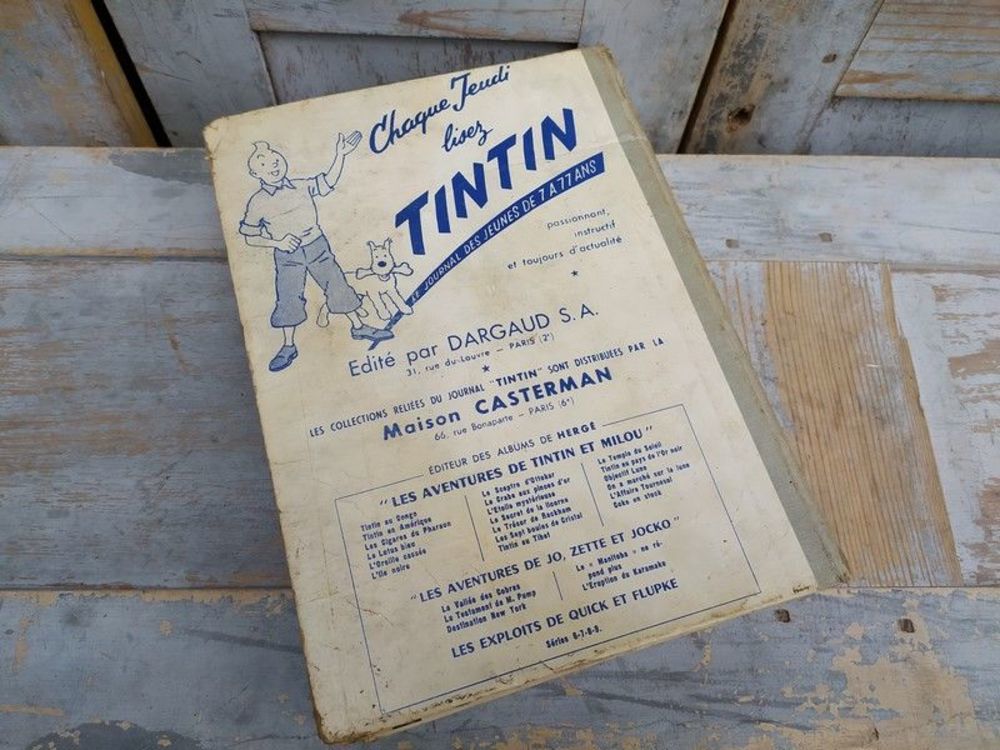 Chaque Jeudi
lisez
TINTIN
LE JOURNAL DES JEUNES DE 7 A 77 ANS
passionnant,
instructif
et toujours d'actualité
Edité par DARGAUD S.A.
31, rue du Louvre — PARIS (2e)
LES COLLECTIONS RELIÉES DU JOURNAL "TINTIN" SONT DISTRIBUÉES PAR LA
Maison CASTERMAN
66, rue Bonaparte — PARIS (6e)
ÉDITEUR DES ALBUMS DE HERGÉ
"LES AVENTURES DE TINTIN ET MILOU"
Tintin au Congo
Tintin en Amérique
Les Cigares du Pharaon
Le Lotus bleu
L'Oreille cassée
L'Ile noire
Le Sceptre d'Ottokar
Le Crabe aux pinces d'or
L'Etoile mystérieuse
Le Secret de la licorne
Le Trésor de Rackham
Les Sept boules de Cristal
Tintin au Tibet
Le Temple du Soleil
Tintin au pays de l'Or noir
Objectif Lune
On a marché sur la lune
L'Affaire Tournesol
Coke en stock
"LES AVENTURES DE JO, ZETTE ET JOCKO"
La Vallée des Cobras
Le Testament de M. Pump
Destination New York
Le « Manitoba » ne ré-
pond plus
L'Eruption du Karamako
LES EXPLOITS DE QUICK ET FLUPKE
Séries 6-7-8-9.